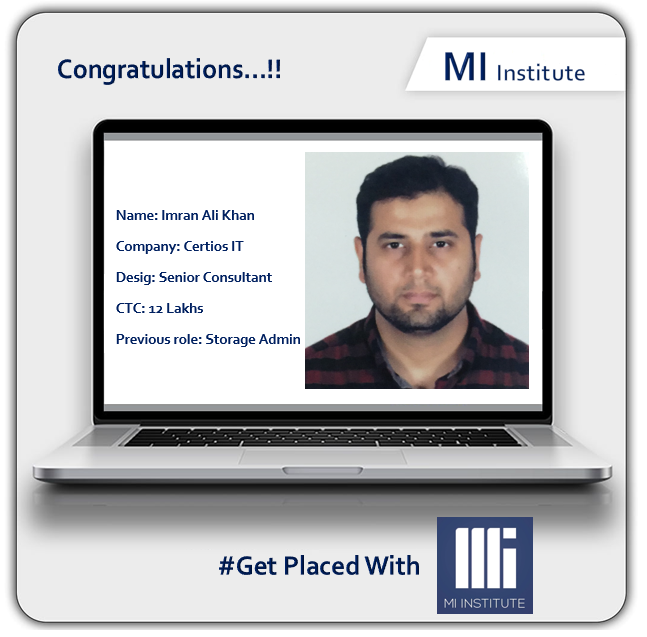 Congratulations...!!
MI Institute
Name: Imran Ali Khan
Company: Certios IT
Desig: Senior Consultant
CTC: 12 Lakhs
Previous role: Storage Admin
#Get Placed With
MI INSTITUTE